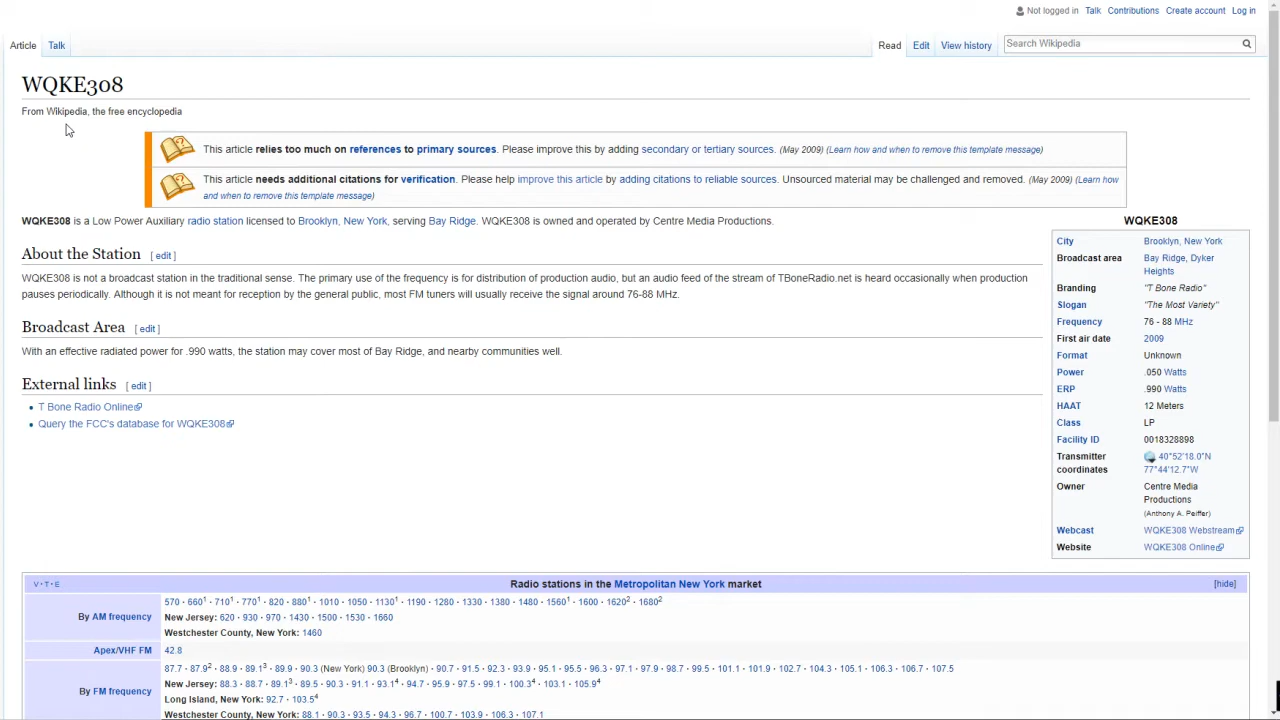 Not logged in Talk Contributions Create account Log in
Article Talk Read Edit View history Search Wikipedia
WQKE308
From Wikipedia, the free encyclopedia
This article relies too much on references to primary sources. Please improve this by adding secondary or tertiary sources. (May 2009) (Learn how and when to remove this template message)
This article needs additional citations for verification. Please help improve this article by adding citations to reliable sources. Unsourced material may be challenged and removed. (May 2009) (Learn how
and when to remove this template message)
WQKE308 is a Low Power Auxiliary radio station licensed to Brooklyn, New York, serving Bay Ridge. WQKE308 is owned and operated by Centre Media Productions.
About the Station [ edit ]
WQKE308 is not a broadcast station in the traditional sense. The primary use of the frequency is for distribution of production audio, but an audio feed of the stream of TBoneRadio.net is heard occasionally when production
pauses periodically. Although it is not meant for reception by the general public, most FM tuners will usually receive the signal around 76-88 MHz.
Broadcast Area [ edit ]
With an effective radiated power for .990 watts, the station may cover most of Bay Ridge, and nearby communities well.
External links [ edit ]
• T Bone Radio Online
• Query the FCC's database for WQKE308
WQKE308
City Brooklyn, New York
Broadcast area Bay Ridge, Dyker
Heights
Branding "T Bone Radio"
Slogan "The Most Variety"
Frequency 76 - 88 MHz
First air date 2009
Format Unknown
Power .050 Watts
ERP .990 Watts
HAAT 12 Meters
Class LP
Facility ID 0018328898
Transmitter 40°52′18.0″N
coordinates 77°44′12.7″W
Owner Centre Media
Productions
(Anthony A. Peiffer)
Webcast WQKE308 Webstream
Website WQKE308 Online
V · T · E Radio stations in the Metropolitan New York market [hide]
By AM frequency
570 · 660¹ · 710¹ · 770¹ · 820 · 880¹ · 1010 · 1050 · 1130¹ · 1190 · 1280 · 1330 · 1380 · 1480 · 1560¹ · 1600 · 1620² · 1680²
New Jersey: 620 · 930 · 970 · 1430 · 1500 · 1530 · 1660
Westchester County, New York: 1460
Apex/VHF FM 42.8
By FM frequency
87.7 · 87.9² · 88.9 · 89.1³ · 89.9 · 90.3 (New York) 90.3 (Brooklyn) · 90.7 · 91.5 · 92.3 · 93.9 · 95.1 · 95.5 · 96.3 · 97.1 · 97.9 · 98.7 · 99.5 · 101.1 · 101.9 · 102.7 · 104.3 · 105.1 · 106.3 · 106.7 · 107.5
New Jersey: 88.3 · 88.7 · 89.1³ · 89.5 · 90.3 · 91.1 · 93.1⁴ · 94.7 · 95.9 · 97.5 · 99.1 · 100.3⁴ · 103.1 · 105.9⁴
Long Island, New York: 92.7 · 103.5⁴
Westchester County, New York: 88.1 · 90.3 · 93.5 · 94.3 · 96.7 · 100.7 · 103.9 · 106.3 · 107.1